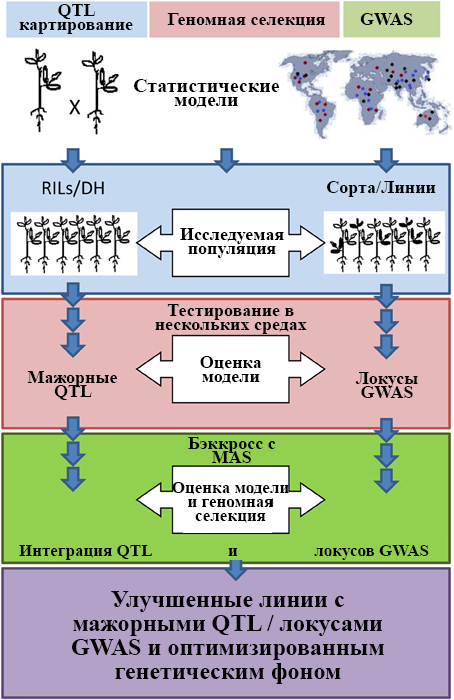 QTL
картирование
Геномная селекция
GWAS
X
Статистические
модели
RILs/DH
Сорта/Линии
Исследуемая
популяция
Тестирование в
нескольких средах
Мажорные
QTL
Оценка
модели
Локусы
GWAS
Бэккросс с
MAS
Оценка модели
и геномная
селекция
Интеграция QTL и локусов GWAS
Улучшенные линии с
мажорными QTL / локусами
GWAS и оптимизированным
генетическим фоном